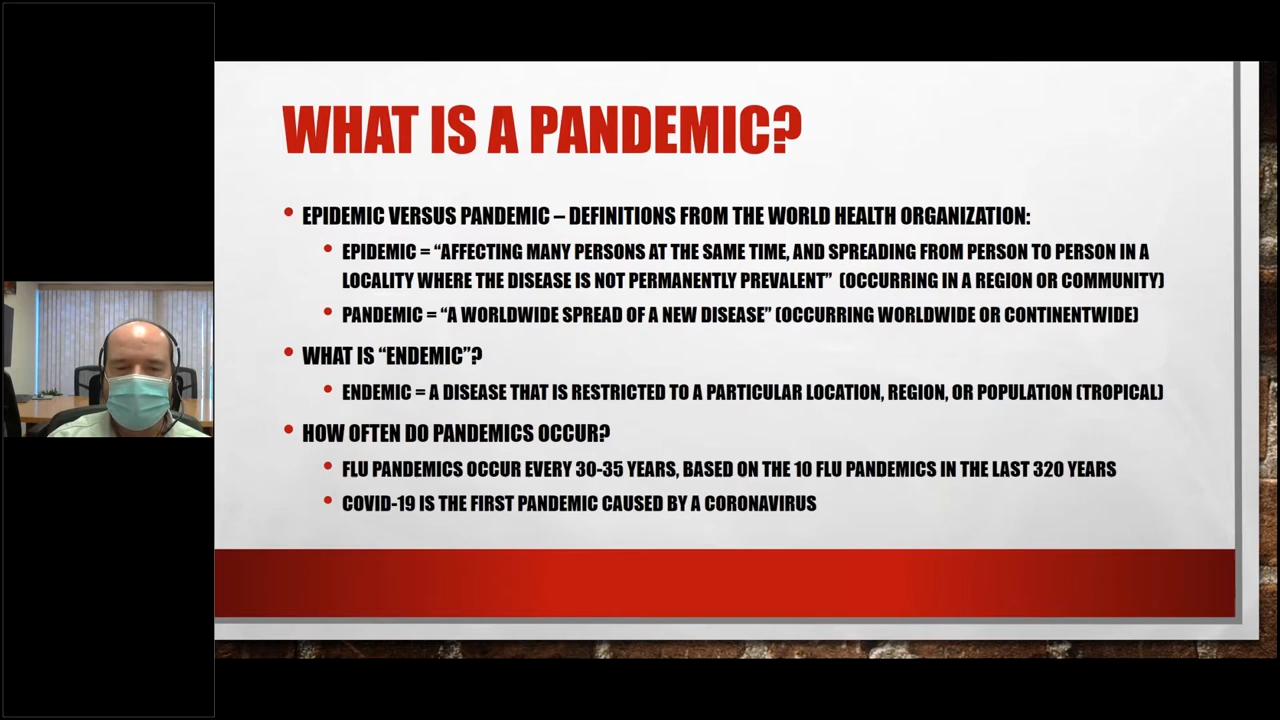 WHAT IS A PANDEMIC?
• EPIDEMIC VERSUS PANDEMIC – DEFINITIONS FROM THE WORLD HEALTH ORGANIZATION:
• EPIDEMIC = “AFFECTING MANY PERSONS AT THE SAME TIME, AND SPREADING FROM PERSON TO PERSON IN A
LOCALITY WHERE THE DISEASE IS NOT PERMANENTLY PREVALENT” (OCCURRING IN A REGION OR COMMUNITY)
• PANDEMIC = “A WORLDWIDE SPREAD OF A NEW DISEASE” (OCCURRING WORLDWIDE OR CONTINENTWIDE)
• WHAT IS “ENDEMIC”?
• ENDEMIC = A DISEASE THAT IS RESTRICTED TO A PARTICULAR LOCATION, REGION, OR POPULATION (TROPICAL)
• HOW OFTEN DO PANDEMICS OCCUR?
• FLU PANDEMICS OCCUR EVERY 30-35 YEARS, BASED ON THE 10 FLU PANDEMICS IN THE LAST 320 YEARS
• COVID-19 IS THE FIRST PANDEMIC CAUSED BY A CORONAVIRUS